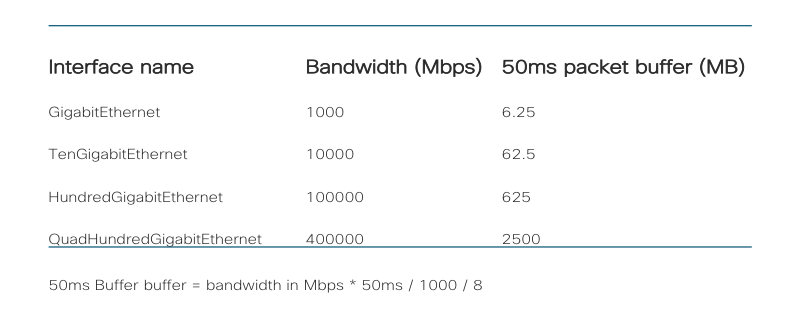 Interface name Bandwidth (Mbps) 50ms packet buffer (MB)
GigabitEthernet 1000 6.25
TenGigabitEthernet 10000 62.5
HundredGigabitEthernet 100000 625
QuadHundredGigabitEthernet 400000 2500
50ms Buffer buffer = bandwidth in Mbps * 50ms / 1000 / 8